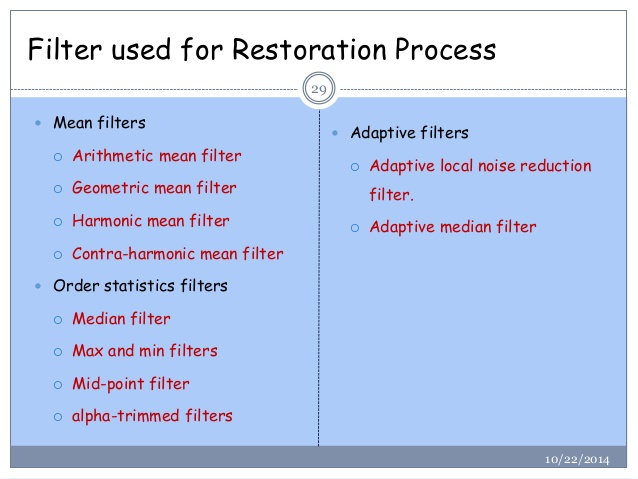 Filter used for Restoration Process
29
Mean filters
Arithmetic mean filter
Geometric mean filter
Harmonic mean filter
Contra-harmonic mean filter
Order statistics filters
Median filter
Max and min filters
Mid-point filter
alpha-trimmed filters
Adaptive filters
Adaptive local noise reduction
filter.
Adaptive median filter
10/22/2014